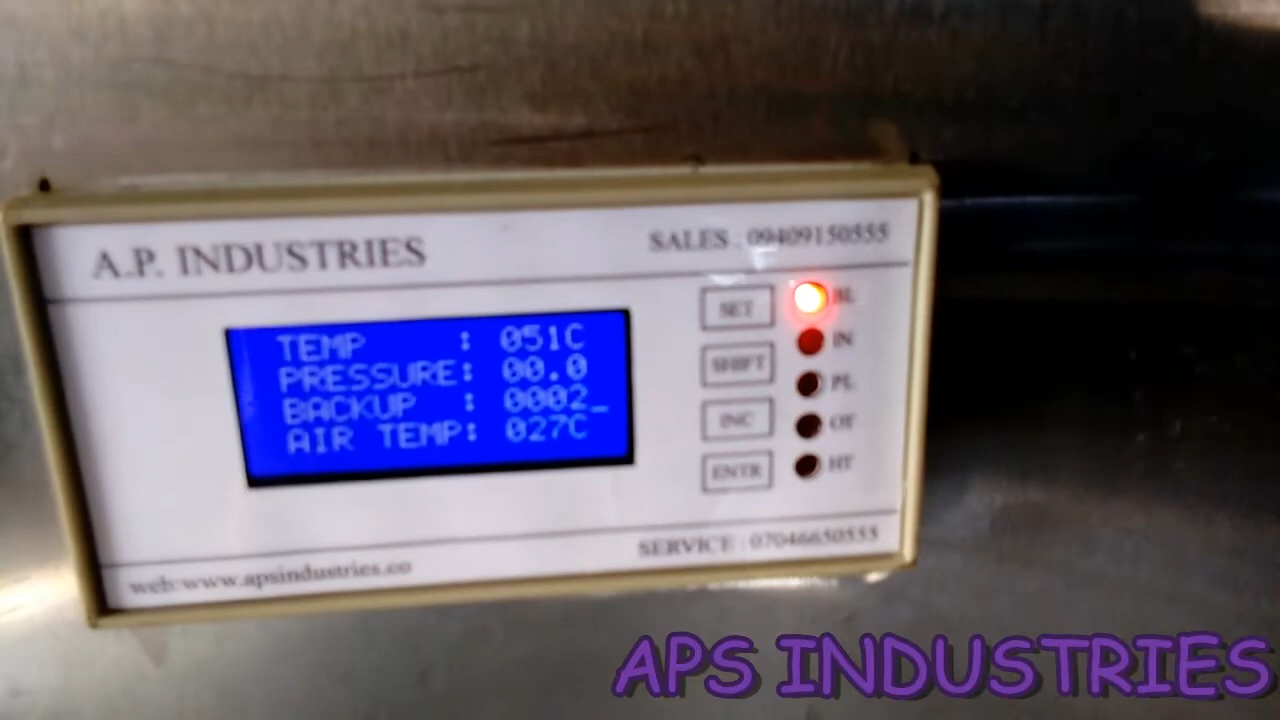 A.P. INDUSTRIES
SALES : 09409150555
TEMP : 051C
PRESSURE: 00.0
BACKUP : 0002_
AIR TEMP: 027C
SET
SHIFT
INC
ENTR
BL
IN
PL
OT
HT
SERVICE : 07046650555
web:www.apsindustries.co
APS INDUSTRIES